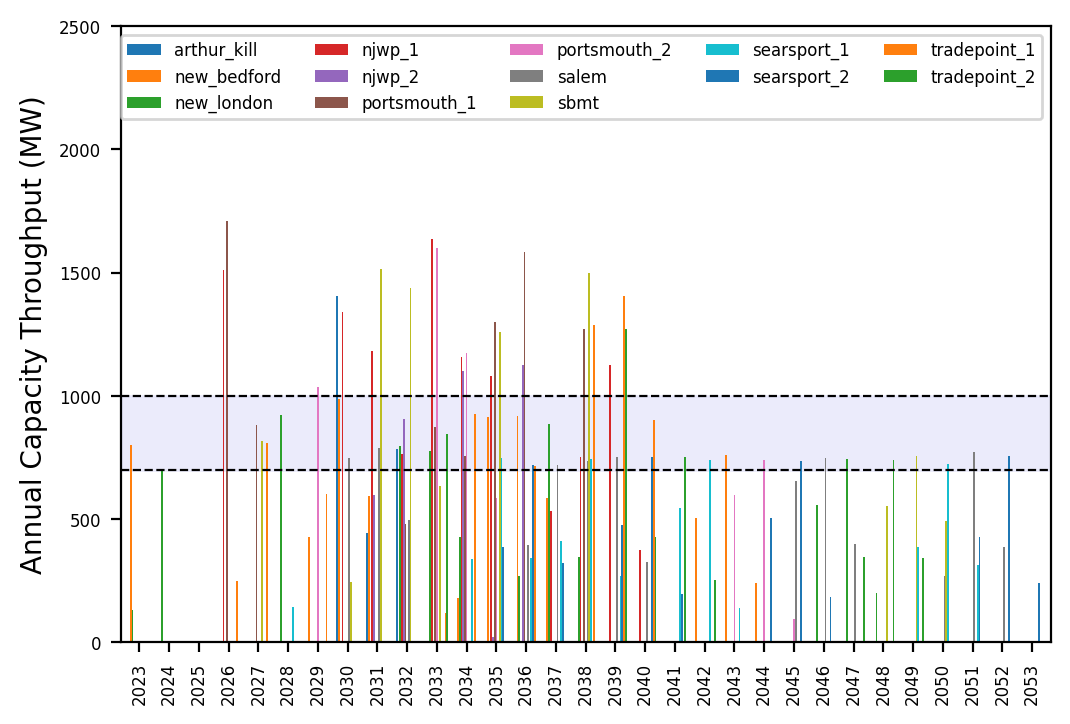 2500
2000
1500
1000
500
0
Annual Capacity Throughput (MW)
arthur_kill
new_bedford
new_london
njwp_1
njwp_2
portsmouth_1
portsmouth_2
salem
sbmt
searsport_1
searsport_2
tradepoint_1
tradepoint_2
2023
2024
2025
2026
2027
2028
2029
2030
2031
2032
2033
2034
2035
2036
2037
2038
2039
2040
2041
2042
2043
2044
2045
2046
2047
2048
2049
2050
2051
2052
2053